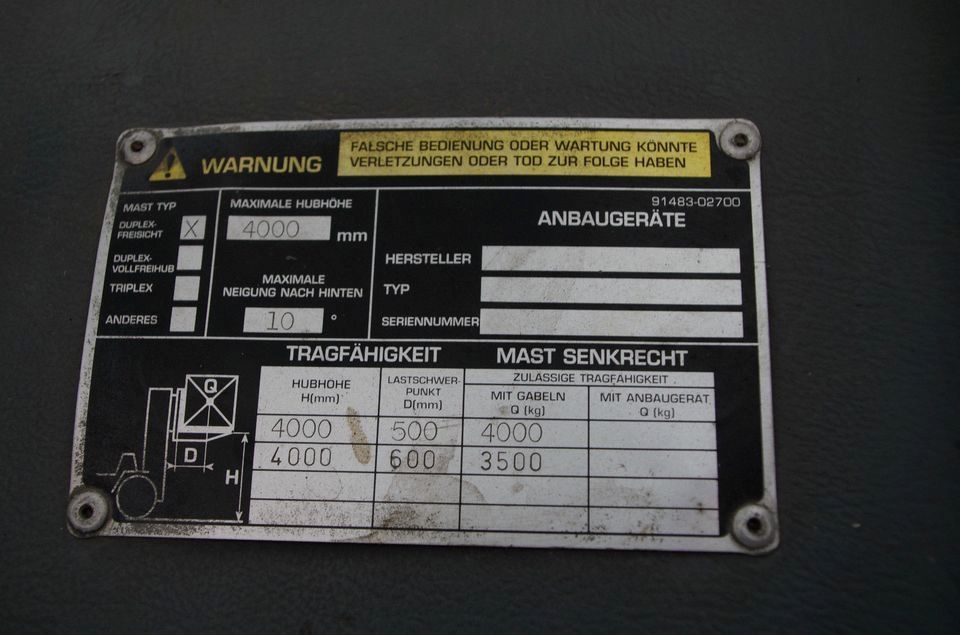 WARNUNG
FALSCHE BEDIENUNG ODER WARTUNG KÖNNTE
VERLETZUNGEN ODER TOD ZUR FOLGE HABEN
MAST TYP
DUPLEX-
FREISICHT X
DUPLEX-
VOLLFREIHUB
TRIPLEX
ANDERES
MAXIMALE HUBHÖHE
4000 mm
MAXIMALE
NEIGUNG NACH HINTEN
10 °
91483-02700
ANBAUGERÄTE
HERSTELLER
TYP
SERIENNUMMER
TRAGFÄHIGKEIT MAST SENKRECHT
HUBHÖHE
H(mm)
LASTSCHWER-
PUNKT
D(mm)
ZULÄSSIGE TRAGFÄHIGKEIT
MIT GABELN
Q (kg)
MIT ANBAUGERÄT
Q (kg)
4000 500 4000
4000 600 3500
Q
D
H